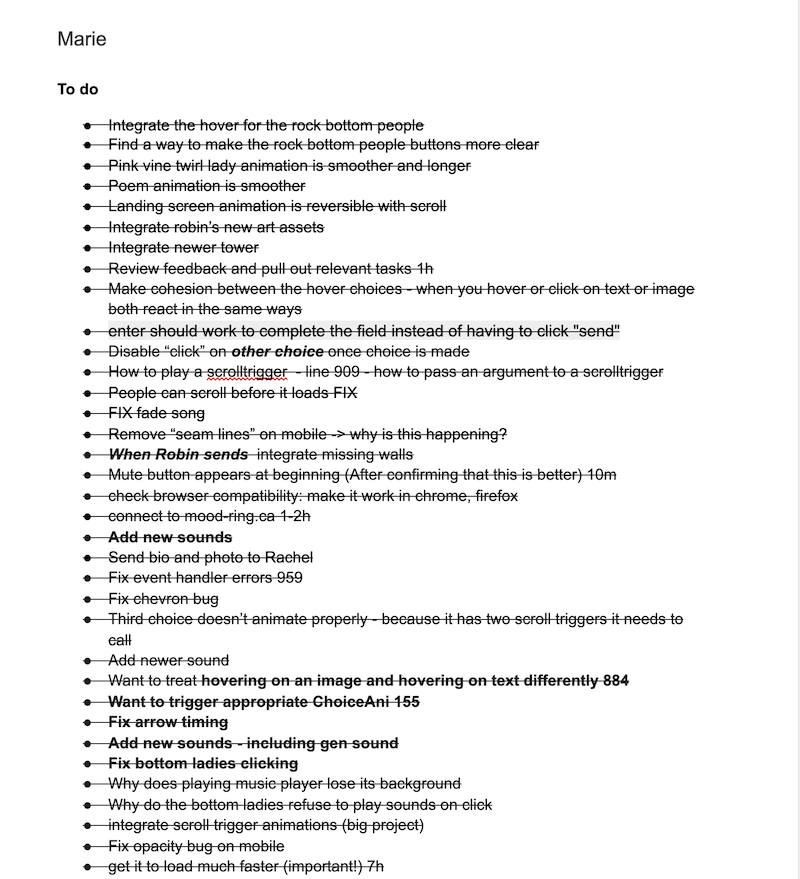 Marie
To do
Integrate the hover for the rock bottom people
Find a way to make the rock bottom people buttons more clear
Pink vine twirl lady animation is smoother and longer
Poem animation is smoother
Landing screen animation is reversible with scroll
Integrate robin's new art assets
Integrate newer tower
Review feedback and pull out relevant tasks 1h
Make cohesion between the hover choices - when you hover or click on text or image
both react in the same ways
enter should work to complete the field instead of having to click "send"
Disable “click” on other choice once choice is made
How to play a scrolltrigger - line 909 - how to pass an argument to a scrolltrigger
People can scroll before it loads FIX
FIX fade song
Remove “seam lines” on mobile -> why is this happening?
When Robin sends integrate missing walls
Mute button appears at beginning (After confirming that this is better) 10m
check browser compatibility: make it work in chrome, firefox
connect to mood-ring.ca 1-2h
Add new sounds
Send bio and photo to Rachel
Fix event handler errors 959
Fix chevron bug
Third choice doesn't animate properly - because it has two scroll triggers it needs to
call
Add newer sound
Want to treat hovering on an image and hovering on text differently 884
Want to trigger appropriate ChoiceAni 155
Fix arrow timing
Add new sounds - including gen sound
Fix bottom ladies clicking
Why does playing music player lose its background
Why do the bottom ladies refuse to play sounds on click
integrate scroll trigger animations (big project)
Fix opacity bug on mobile
get it to load much faster (important!) 7h